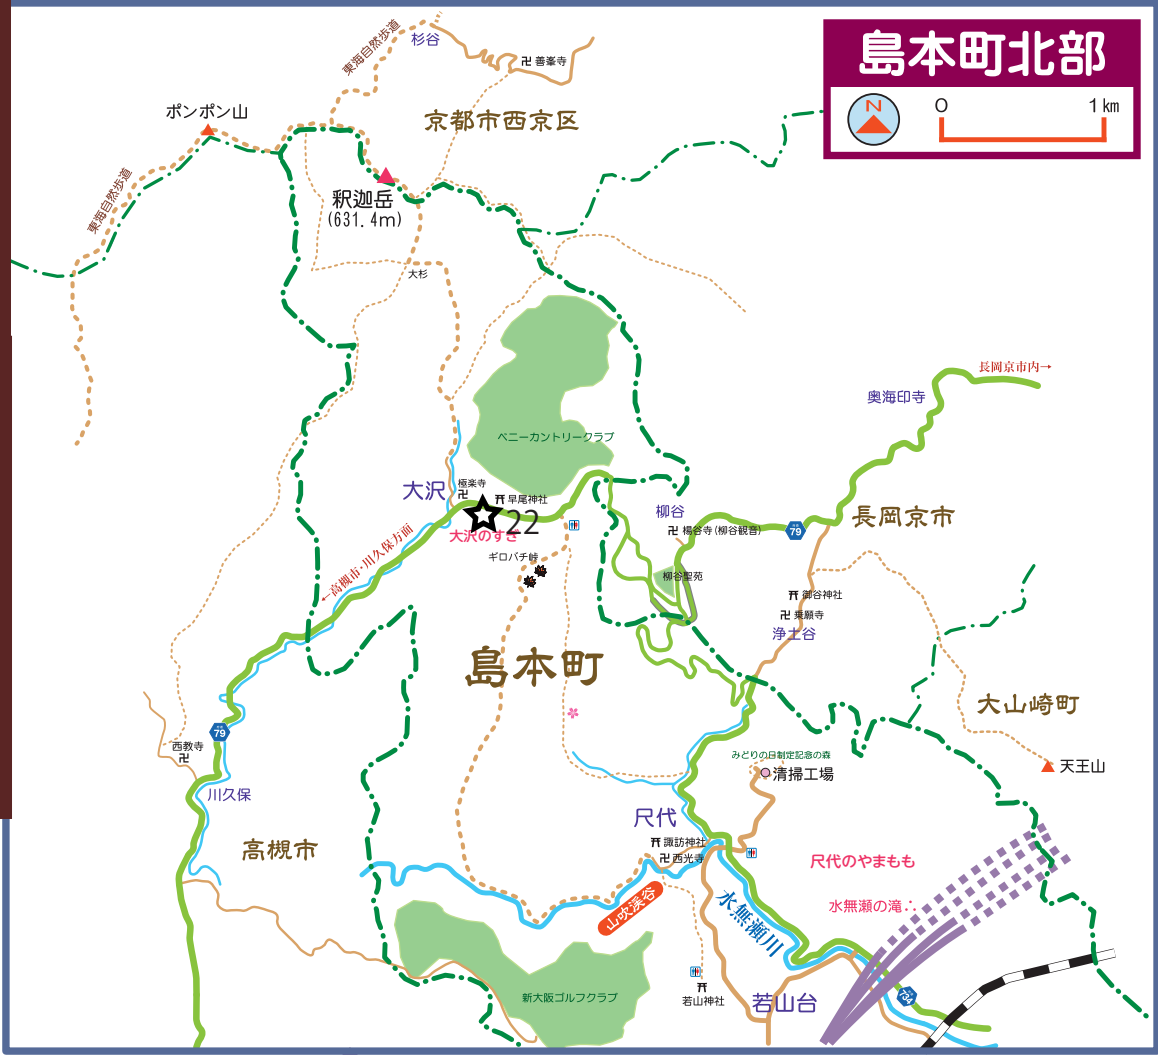 島本町北部
Z
0
1㎞
杉谷
東海自然歩道
卍 善峯寺
ポンポン山
京都市西京区
東海自然歩道
釈迦岳
(631.4m)
大杉
長岡京市内→
奥海印寺
ベニーカントリークラブ
大沢
極楽寺
卍
早尾神社
22
大沢のすぎ
柳谷
卍 楊谷寺(柳谷観音)
79
長岡京市
←高槻市・川久保方面
ギロバチ峠
柳谷聖苑
御谷神社
卍 乗願寺
浄土谷
島本町
大山崎町
79
西教寺
卍
みどりの日制定記念の森
清掃工場
天王山
川久保
尺代
高槻市
諏訪神社
卍 西光寺
尺代のやまもも
山吹渓谷
水無瀬川
水無瀬の滝∴
新大阪ゴルフクラブ
若山神社
若山台
734